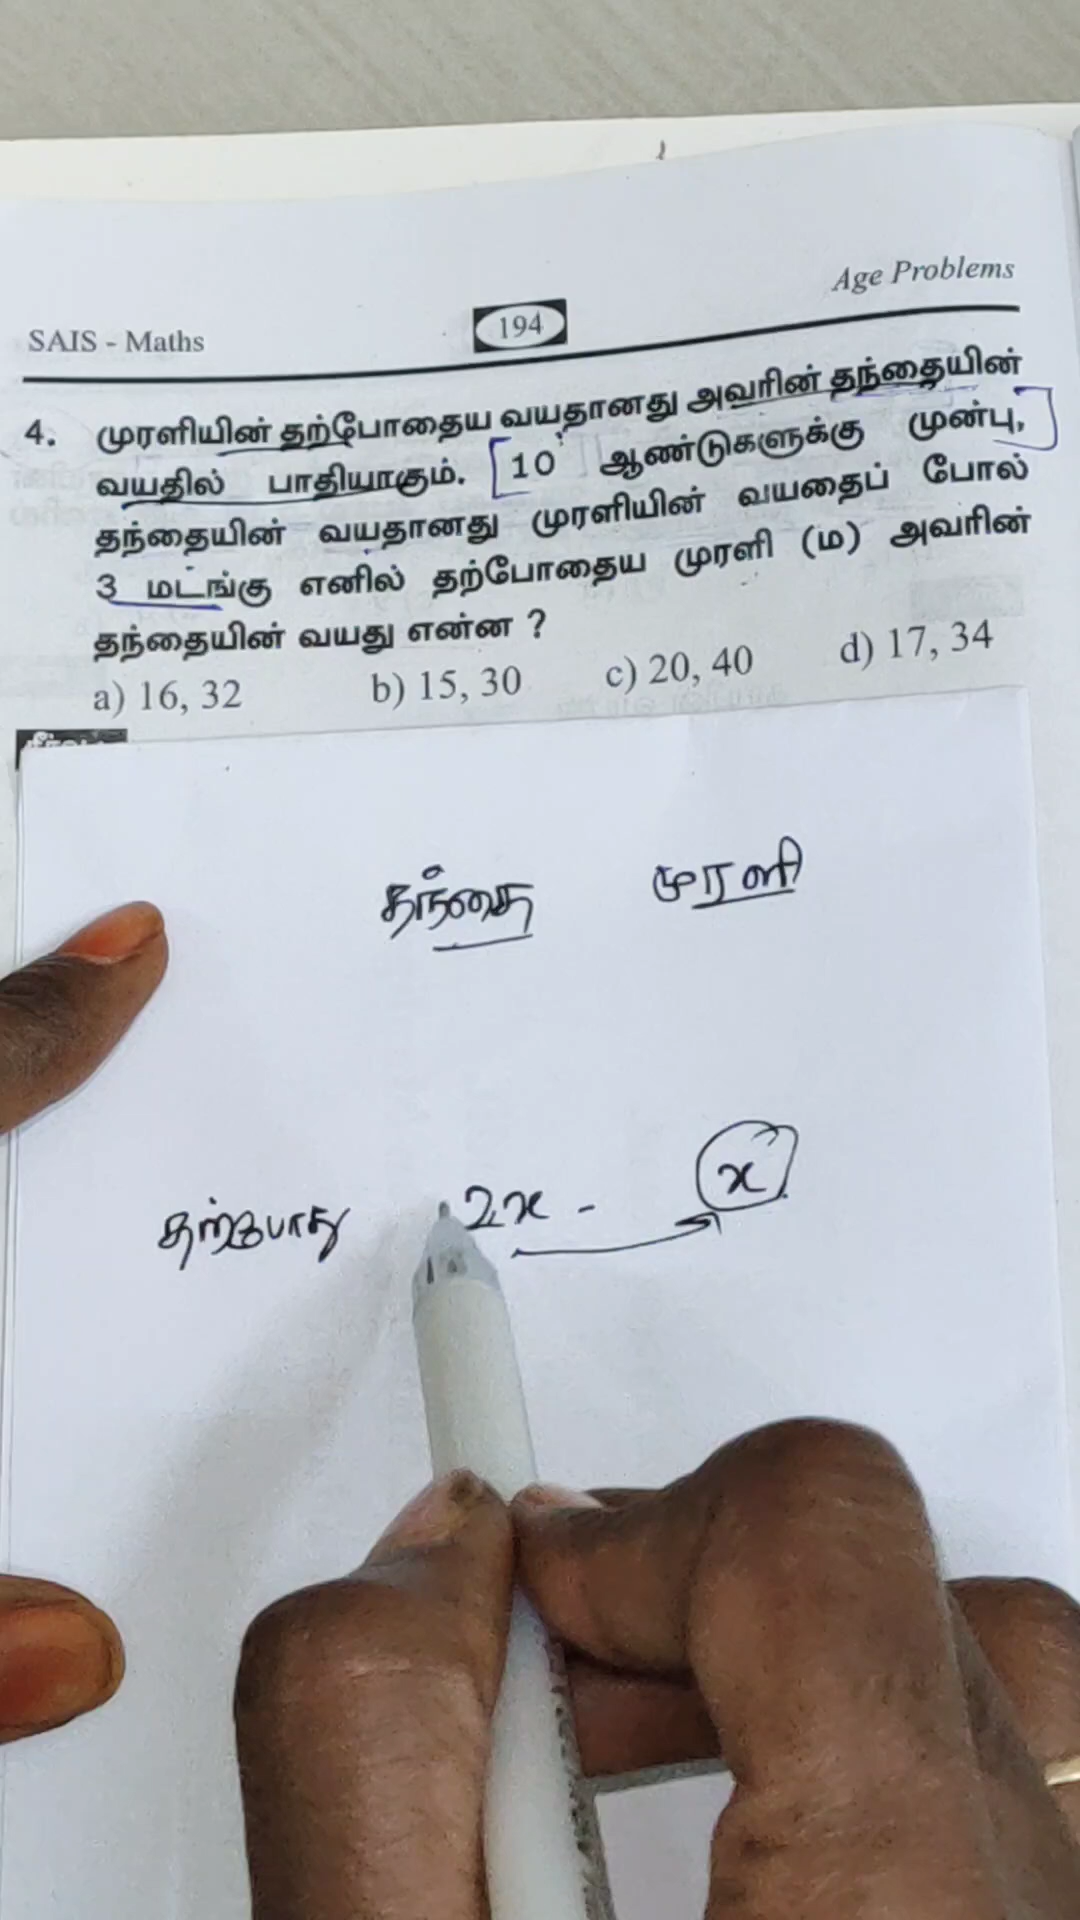 Age Problems
SAIS - Maths
194
4. முரளியின் தற்போதைய வயதானது அவரின் தந்தையின்
வயதில் பாதியாகும். [10 ஆண்டுகளுக்கு முன்பு,]
தந்தையின் வயதானது முரளியின் வயதைப் போல்
3 மடங்கு எனில் தற்போதைய முரளி (ம) அவரின்
தந்தையின் வயது என்ன ?
a) 16, 32 b) 15, 30 c) 20, 40 d) 17, 34
தந்தை முரளி
தற்போது 2x - x